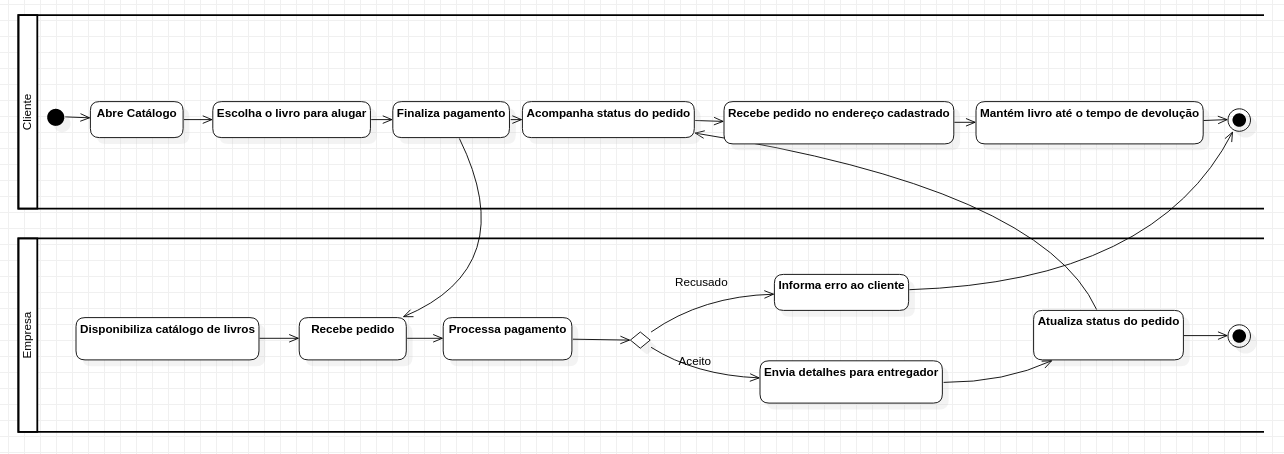 Cliente
Abre Catálogo
Escolha o livro para alugar
Finaliza pagamento
Acompanha status do pedido
Recebe pedido no endereço cadastrado
Mantém livro até o tempo de devolução
Empresa
Disponibiliza catálogo de livros
Recebe pedido
Processa pagamento
Recusado
Aceito
Informa erro ao cliente
Envia detalhes para entregador
Atualiza status do pedido